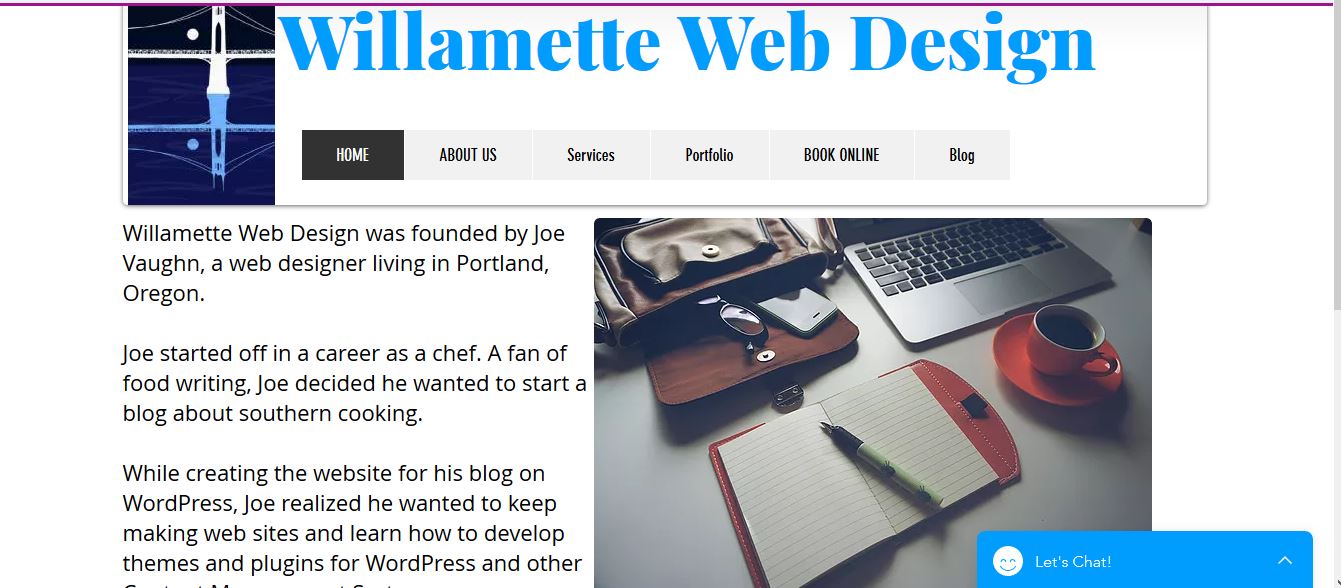 Willamette Web Design
HOME
ABOUT US
Services
Portfolio
BOOK ONLINE
Blog
Willamette Web Design was founded by Joe
Vaughn, a web designer living in Portland,
Oregon.
Joe started off in a career as a chef. A fan of
food writing, Joe decided he wanted to start a
blog about southern cooking.
While creating the website for his blog on
WordPress, Joe realized he wanted to keep
making web sites and learn how to develop
themes and plugins for WordPress and other
Let's Chat!